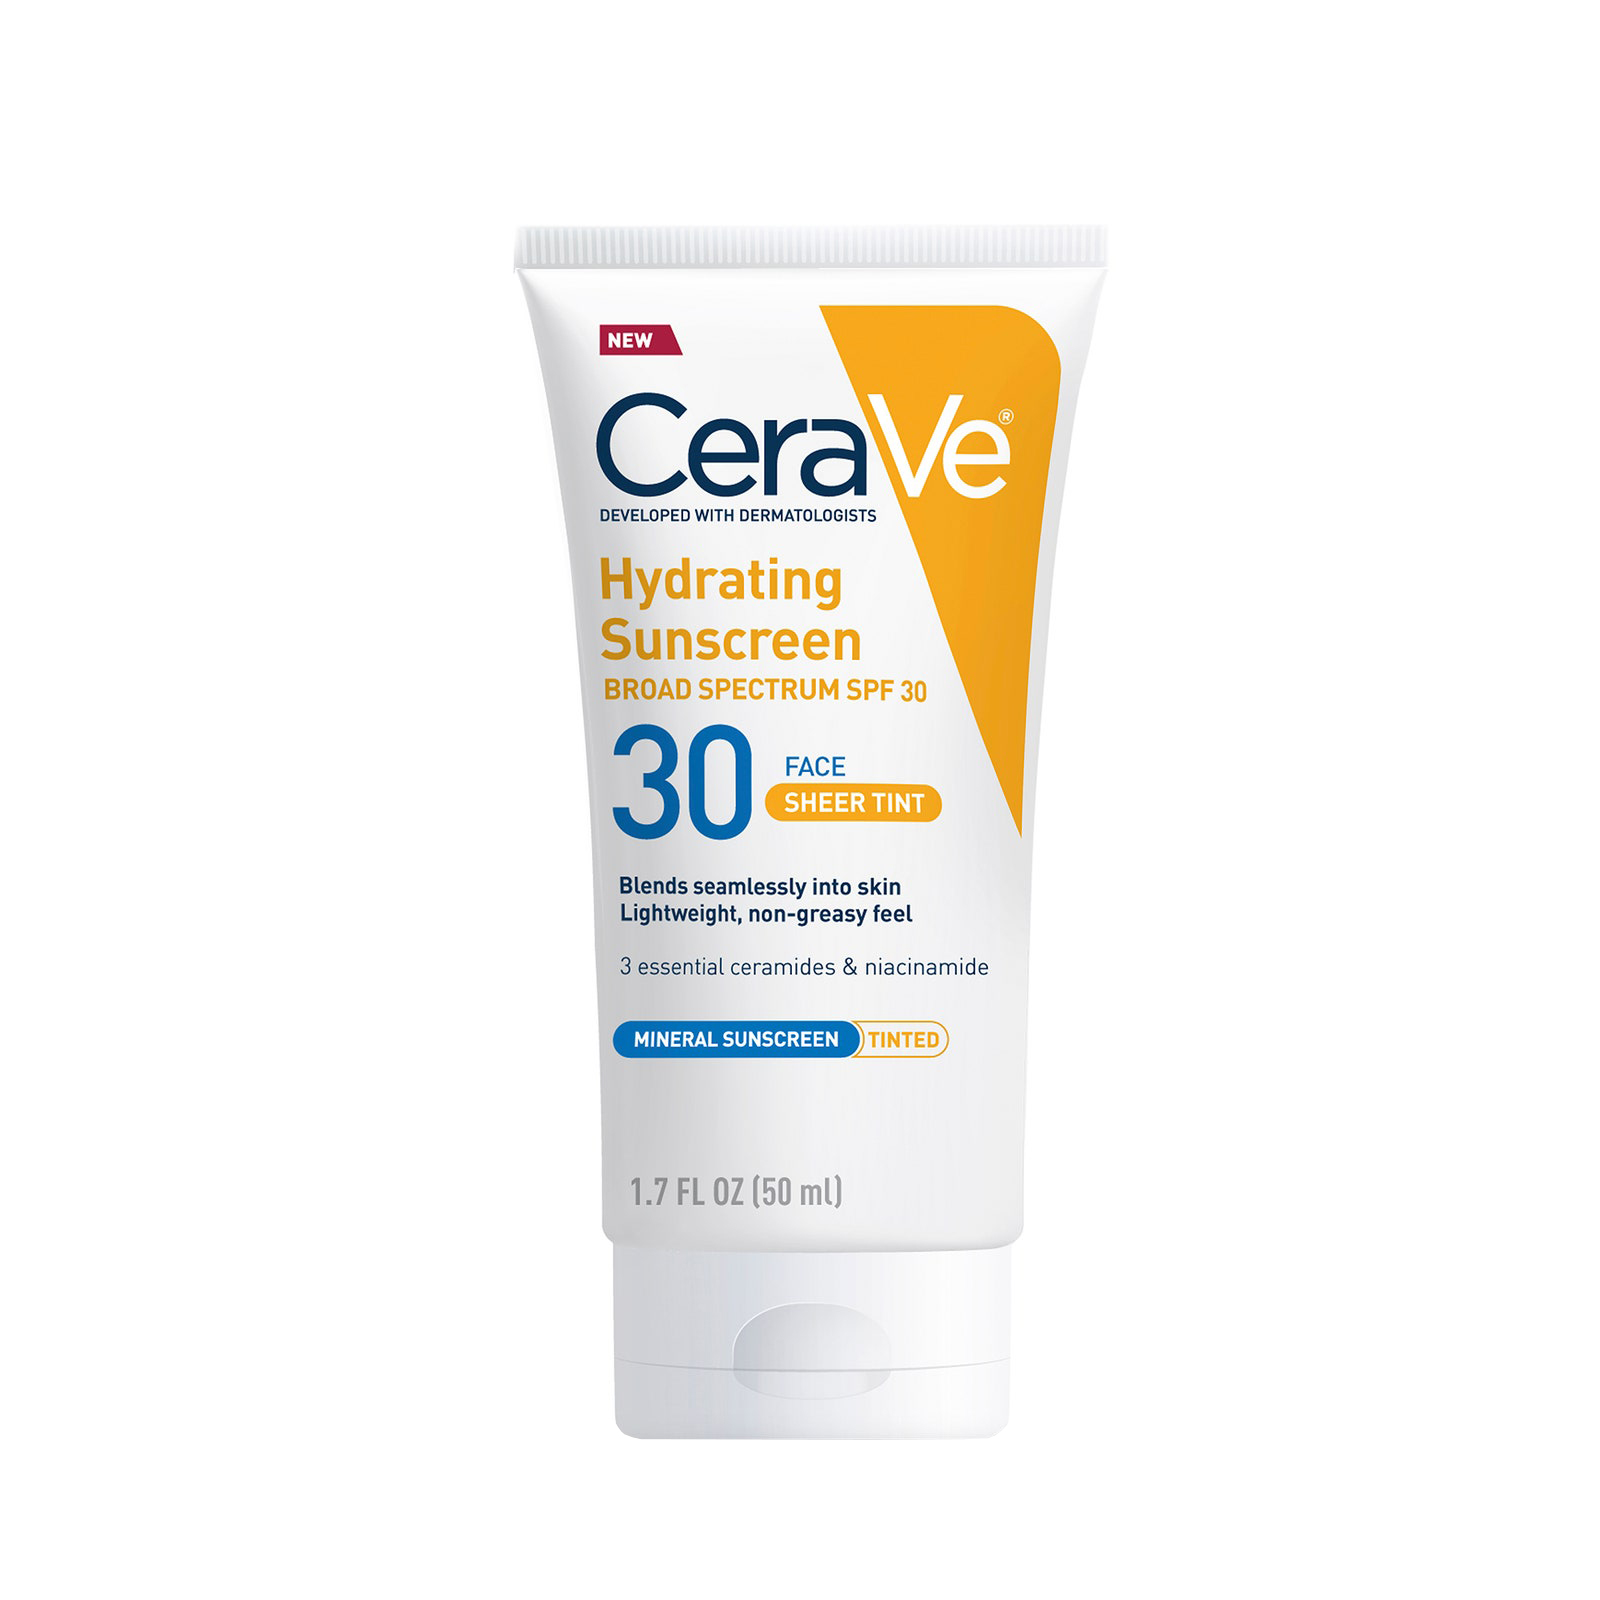 NEW
CeraVe®
DEVELOPED WITH DERMATOLOGISTS
Hydrating
Sunscreen
BROAD SPECTRUM SPF 30
30
FACE
SHEER TINT
Blends seamlessly into skin
Lightweight, non-greasy feel
3 essential ceramides & niacinamide
MINERAL SUNSCREEN TINTED
1.7 FL OZ (50 ml)